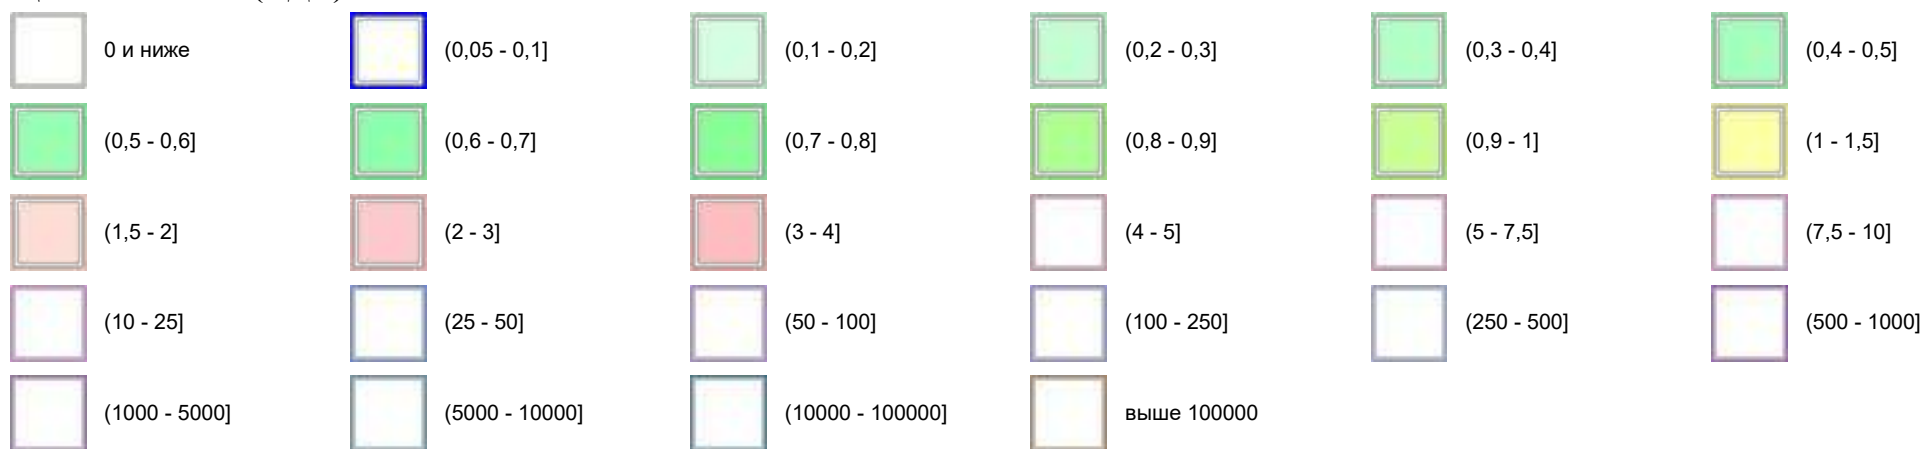 0 и ниже (0,05 - 0,1] (0,1 - 0,2] (0,2 - 0,3] (0,3 - 0,4] (0,4 - 0,5]
(0,5 - 0,6] (0,6 - 0,7] (0,7 - 0,8] (0,8 - 0,9] (0,9 - 1] (1 - 1,5]
(1,5 - 2] (2 - 3] (3 - 4] (4 - 5] (5 - 7,5] (7,5 - 10]
(10 - 25] (25 - 50] (50 - 100] (100 - 250] (250 - 500] (500 - 1000]
(1000 - 5000] (5000 - 10000] (10000 - 100000] выше 100000